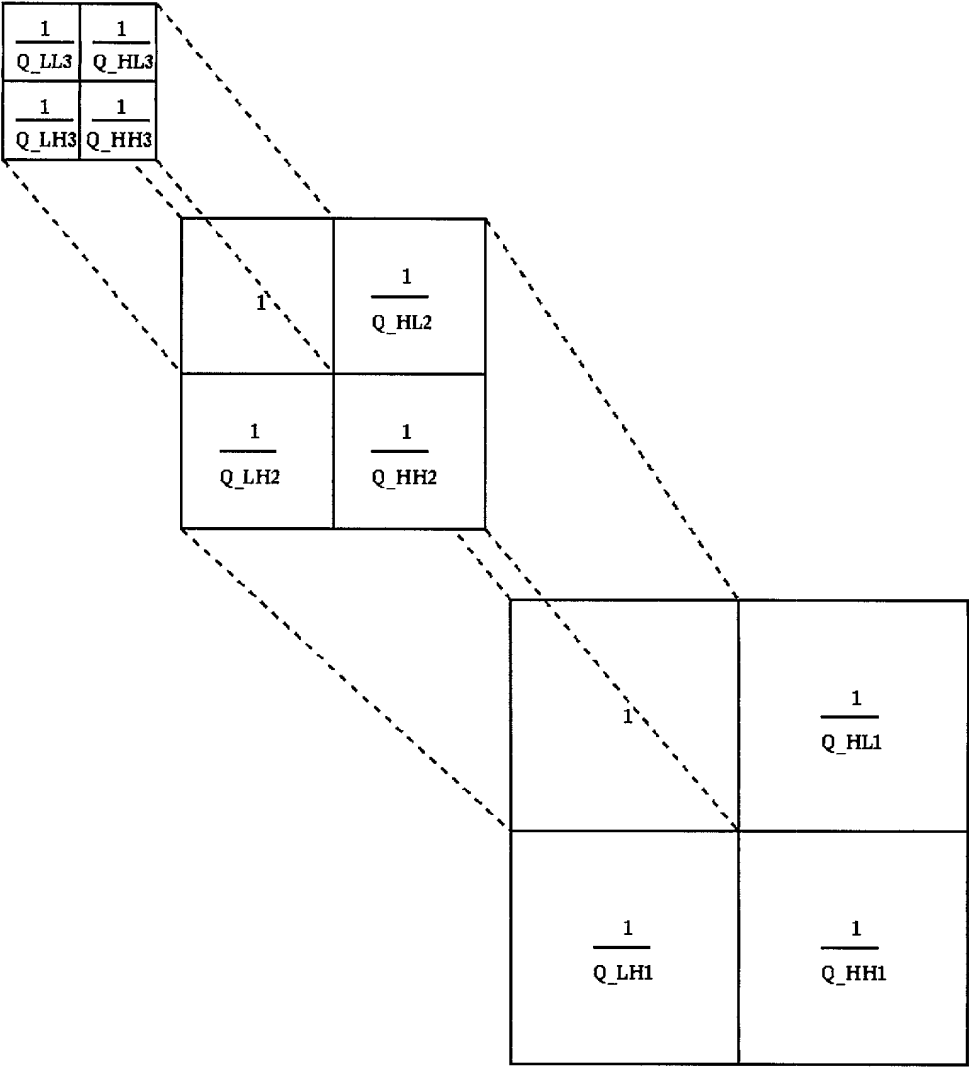 1 1
Q_LL3 Q_HL3
1 1
Q_LH3 Q_HH3
1
1
Q_HL2
1 1
Q_LH2 Q_HH2
1
1
Q_HL1
1 1
Q_LH1 Q_HH1